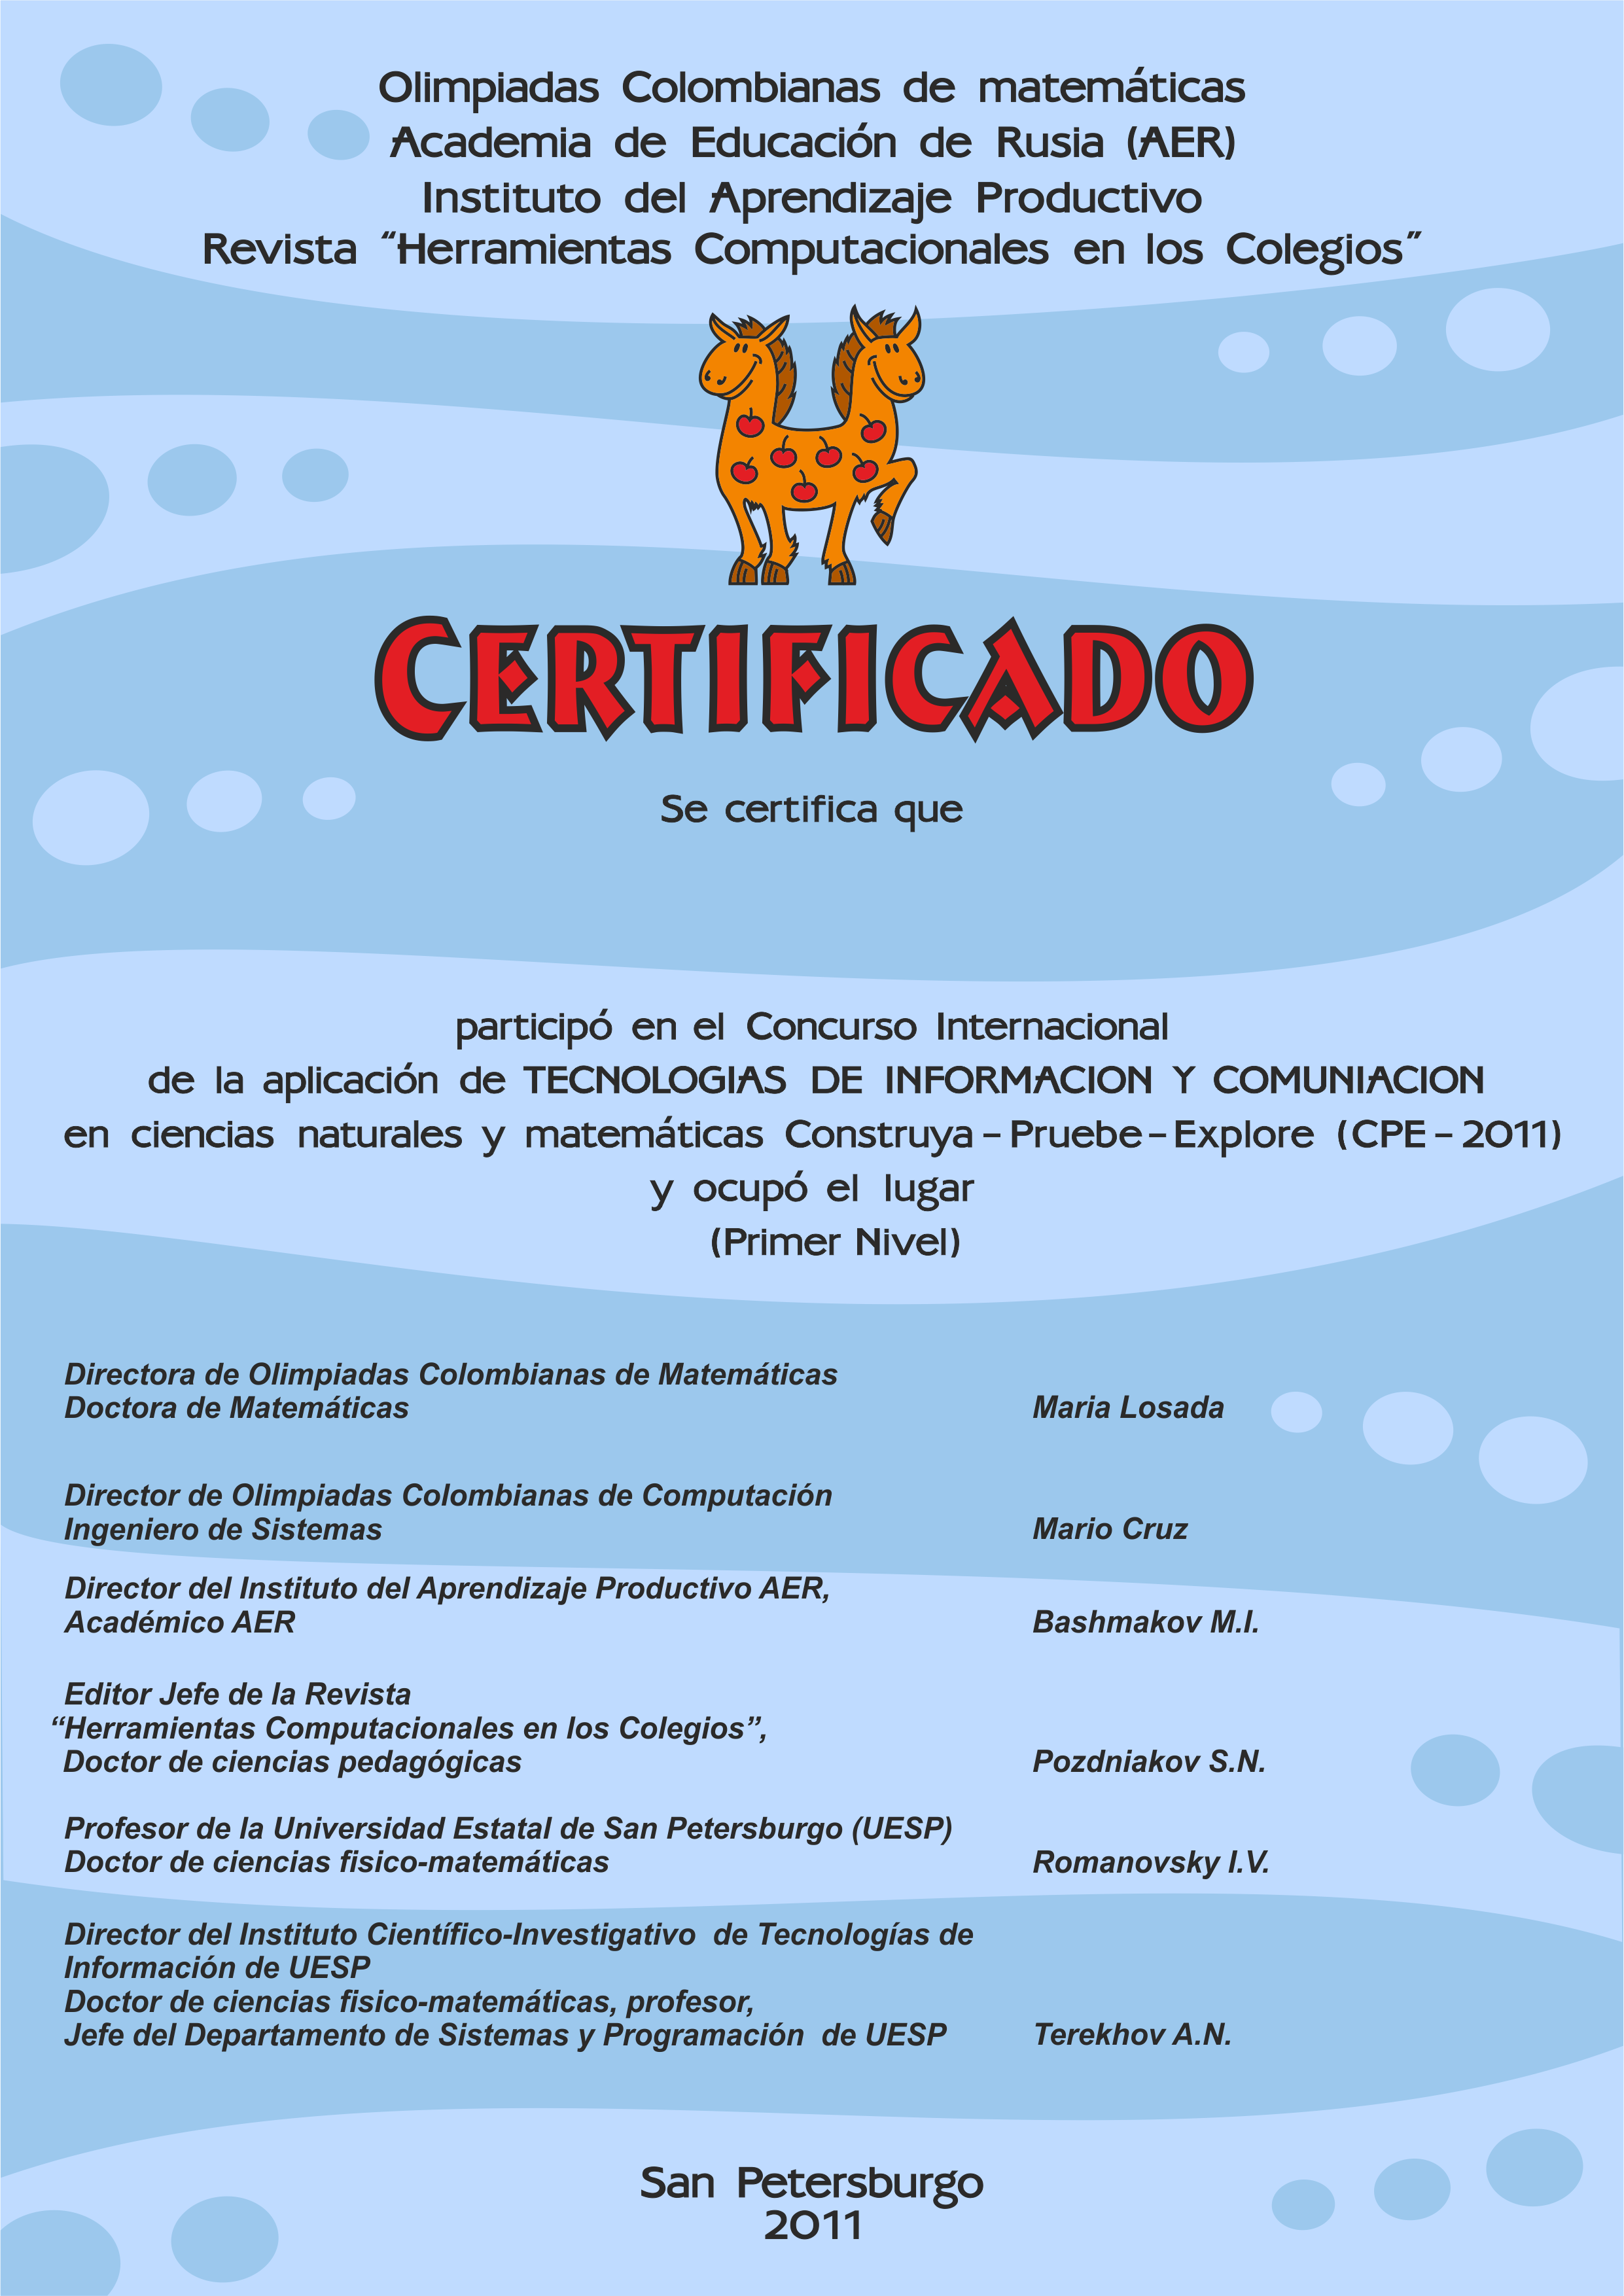 Olimpiadas Colombianas de matemáticas
Academia de Educación de Rusia (AER)
Instituto del Aprendizaje Productivo
Revista “Herramientas Computacionales en los Colegios”
CERTIFICADO
Se certifica que
participó en el Concurso Internacional
de la aplicación de TECNOLOGIAS DE INFORMACION Y COMUNIACION
en ciencias naturales y matemáticas Construya – Pruebe – Explore (CPE – 2011)
y ocupó el lugar
(Primer Nivel)
Directora de Olimpiadas Colombianas de Matemáticas
Doctora de Matemáticas Maria Losada
Director de Olimpiadas Colombianas de Computación
Ingeniero de Sistemas Mario Cruz
Director del Instituto del Aprendizaje Productivo AER,
Académico AER Bashmakov M.I.
Editor Jefe de la Revista
“Herramientas Computacionales en los Colegios”,
Doctor de ciencias pedagógicas Pozdniakov S.N.
Profesor de la Universidad Estatal de San Petersburgo (UESP)
Doctor de ciencias fisico-matemáticas Romanovsky I.V.
Director del Instituto Científico-Investigativo de Tecnologías de
Información de UESP
Doctor de ciencias fisico-matemáticas, profesor,
Jefe del Departamento de Sistemas y Programación de UESP Terekhov A.N.
San Petersburgo
2011